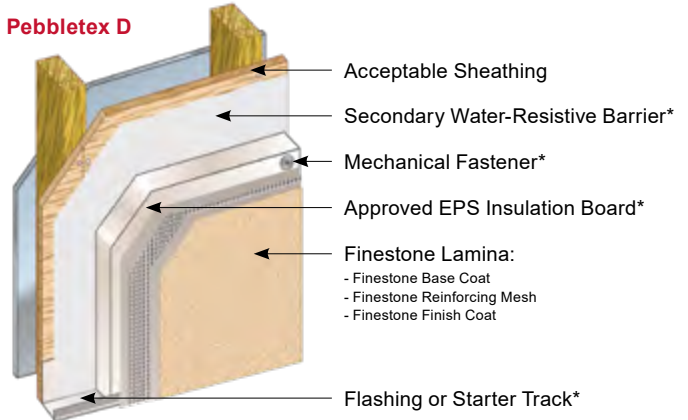 Pebbletex D
Acceptable Sheathing
Secondary Water-Resistive Barrier*
Mechanical Fastener*
Approved EPS Insulation Board*
Finestone Lamina:
- Finestone Base Coat
- Finestone Reinforcing Mesh
- Finestone Finish Coat
Flashing or Starter Track*